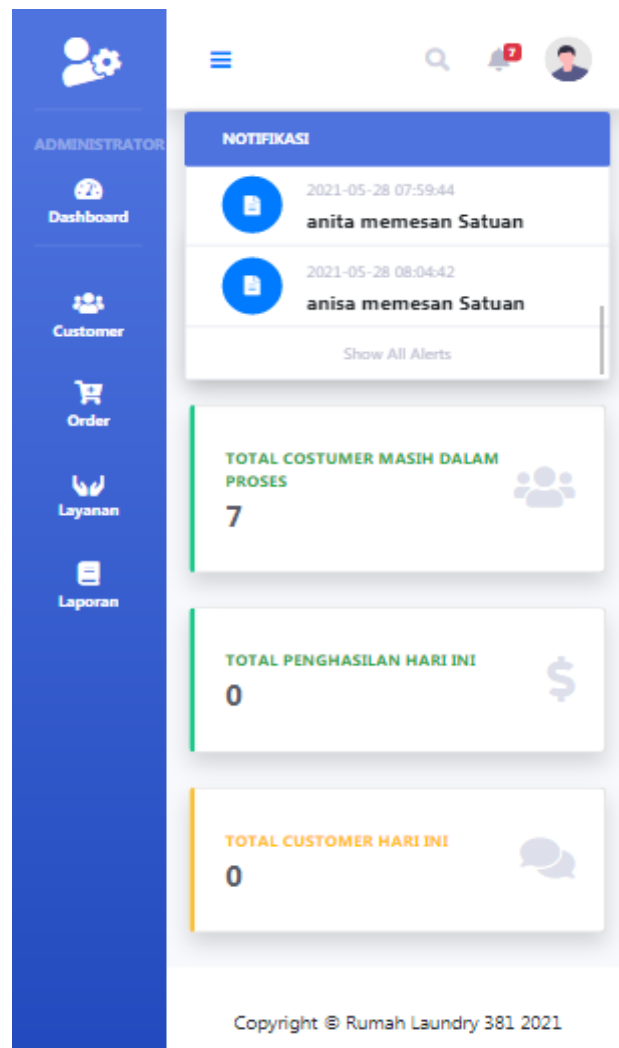 7
ADMINISTRATOR
Dashboard
Customer
Order
Layanan
Laporan
NOTIFIKASI
2021-05-28 07:59:44
anita memesan Satuan
2021-05-28 08:04:42
anisa memesan Satuan
Show All Alerts
TOTAL COSTUMER MASIH DALAM
PROSES
7
TOTAL PENGHASILAN HARI INI
0
TOTAL CUSTOMER HARI INI
0
Copyright © Rumah Laundry 381 2021